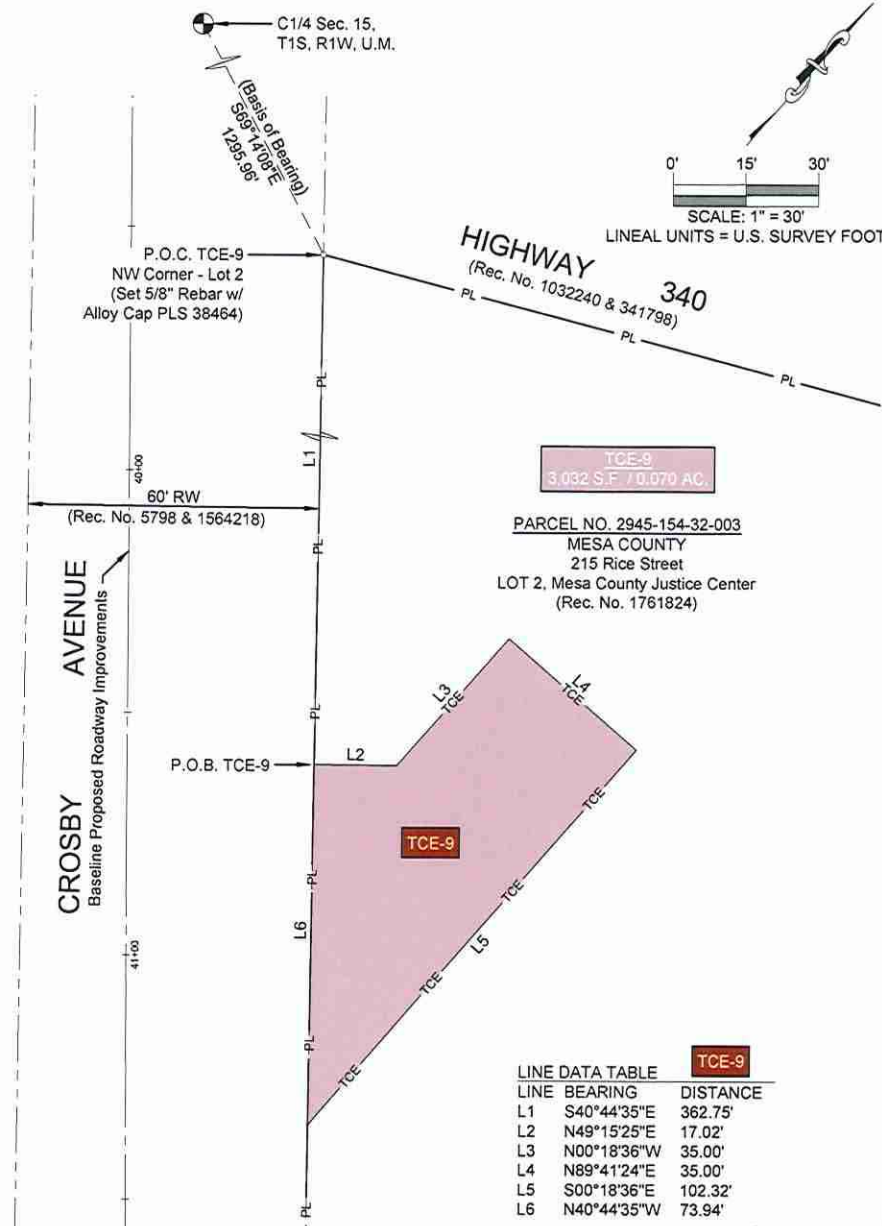 C1/4 Sec. 15,
T1S, R1W, U.M.
(Basis of Bearing)
S69°14'08"E
1295.96'
0' 15' 30'
SCALE: 1" = 30'
LINEAL UNITS = U.S. SURVEY FOOT
P.O.C. TCE-9
NW Corner - Lot 2
(Set 5/8" Rebar w/
Alloy Cap PLS 38464)
HIGHWAY 340
(Rec. No. 1032240 & 341798)
PL
PL
PL
PL
L1
40+00
60' RW
(Rec. No. 5798 & 1564218)
PL
TCE-9
3,032 S.F. / 0.070 AC.
PARCEL NO. 2945-154-32-003
MESA COUNTY
215 Rice Street
LOT 2, Mesa County Justice Center
(Rec. No. 1761824)
CROSBY AVENUE
Baseline Proposed Roadway Improvements
PL
L3
TCE
L4
TCE
P.O.B. TCE-9
L2
TCE
TCE-9
PL
TCE
L6
L5
41+00
TCE
PL
TCE
PL
TCE-9
LINE DATA TABLE
LINE BEARING DISTANCE
L1 S40°44'35"E 362.75'
L2 N49°15'25"E 17.02'
L3 N00°18'36"W 35.00'
L4 N89°41'24"E 35.00'
L5 S00°18'36"E 102.32'
L6 N40°44'35"W 73.94'